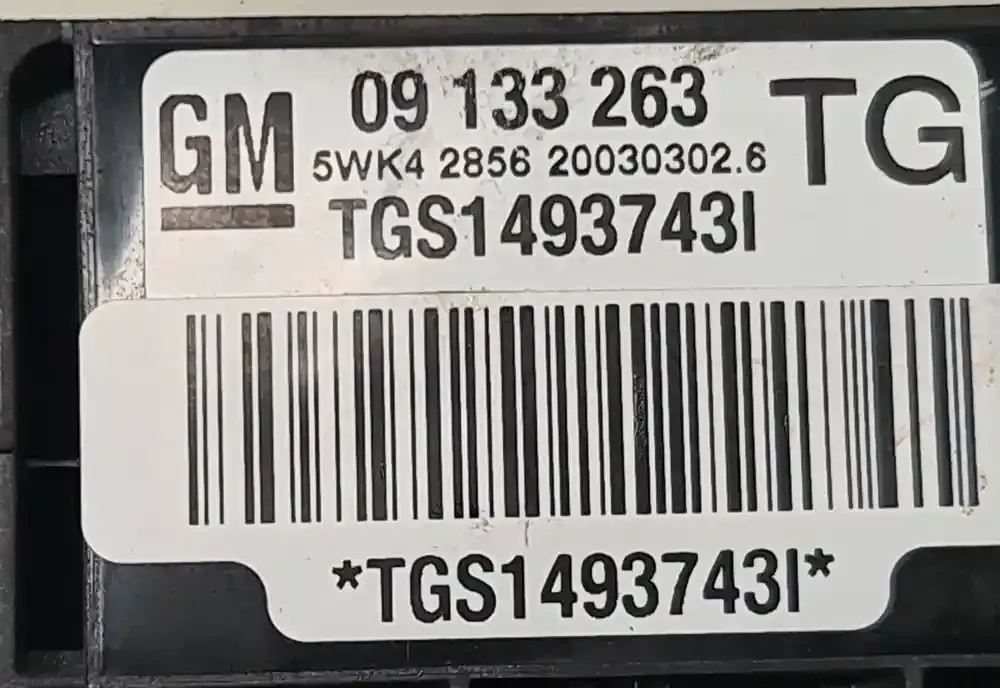 GM
09 133 263
TG
5WK4 2856 20030302.6
TGS1493743I
*TGS1493743I*